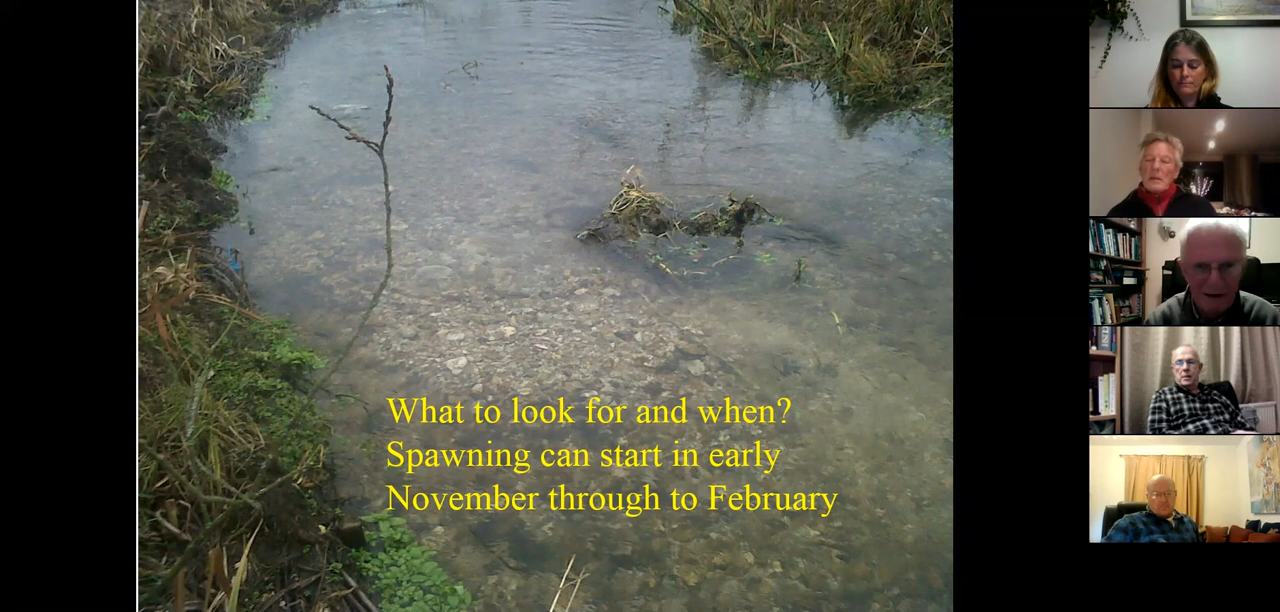 What to look for and when?
Spawning can start in early
November through to February